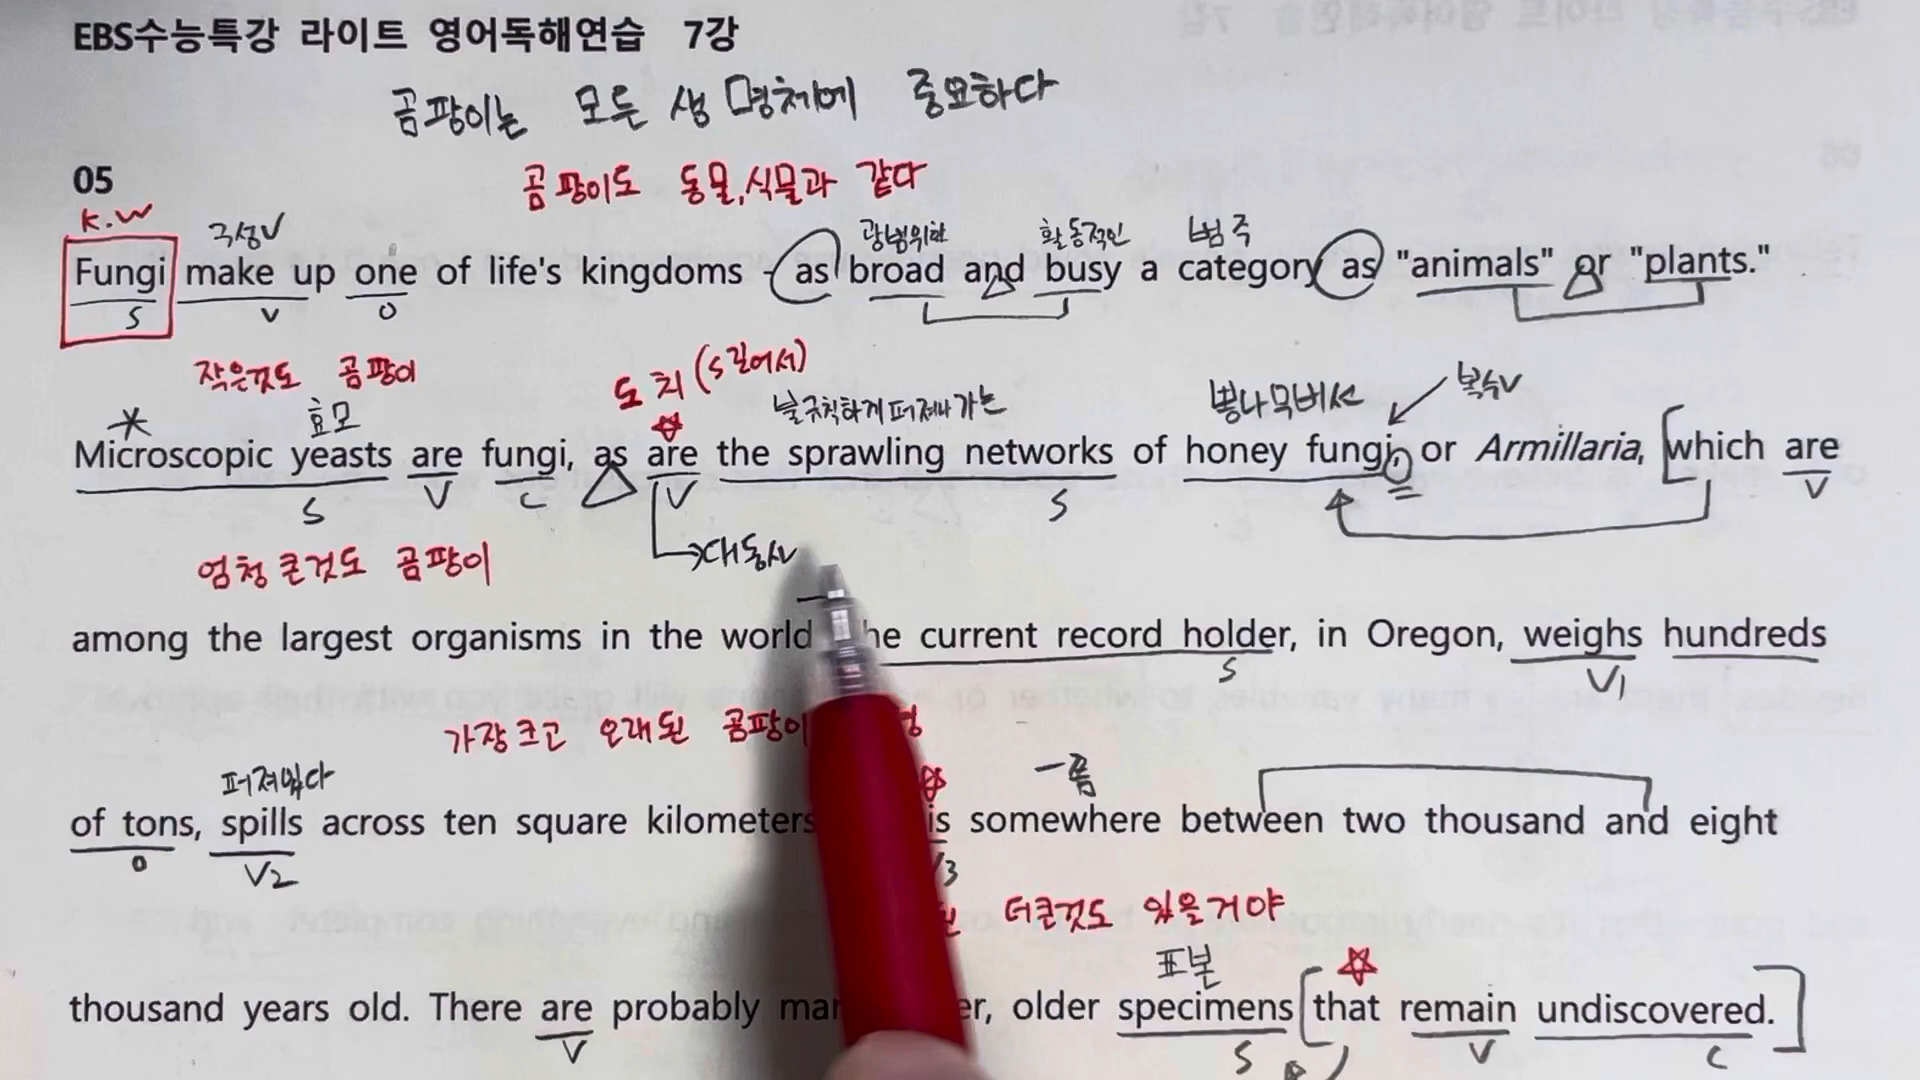 EBS수능특강 라이트 영어독해연습 7강
곰팡이는 모든 생명체에 중요하다
곰팡이도 동물,식물과 같다
05
K.W
구성V 광범위한 활동적인 범주
Fungi make up one of life's kingdoms - as broad and busy a category as "animals" or "plants."
S V O
작은것도 곰팡이 도치 (S길어서)
효모 불규칙하게 퍼져나가는 뽕나무버섯 복수V
Microscopic yeasts are fungi, as are the sprawling networks of honey fungi, or Armillaria, which are
S V C V S V
엄청 큰것도 곰팡이 대동사
among the largest organisms in the world he current record holder, in Oregon, weighs hundreds
S V1
가장 크고 오래된 곰팡이
퍼져있다 쯤
of tons, spills across ten square kilometers is somewhere between two thousand and eight
O V2 3
더큰것도 있을거야
표본
thousand years old. There are probably older specimens that remain undiscovered.
V S V C